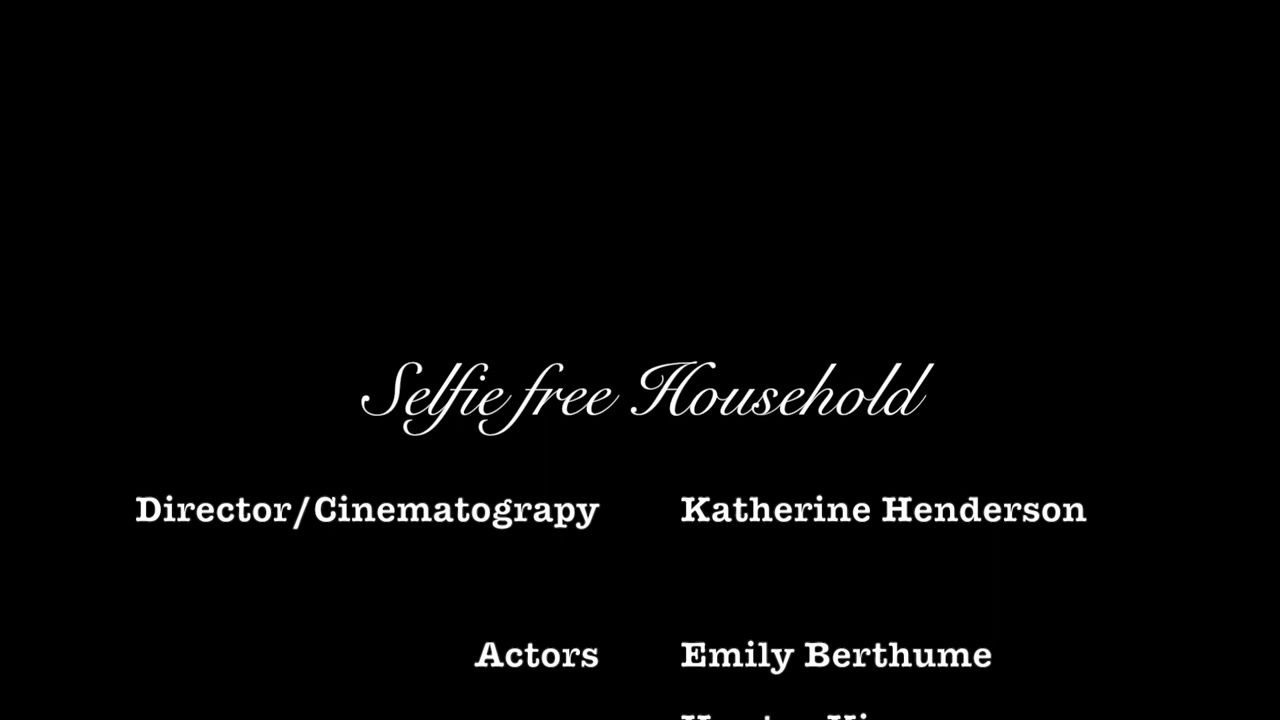 Selfie free Household
Director/Cinematograpy Katherine Henderson
Actors Emily Berthume